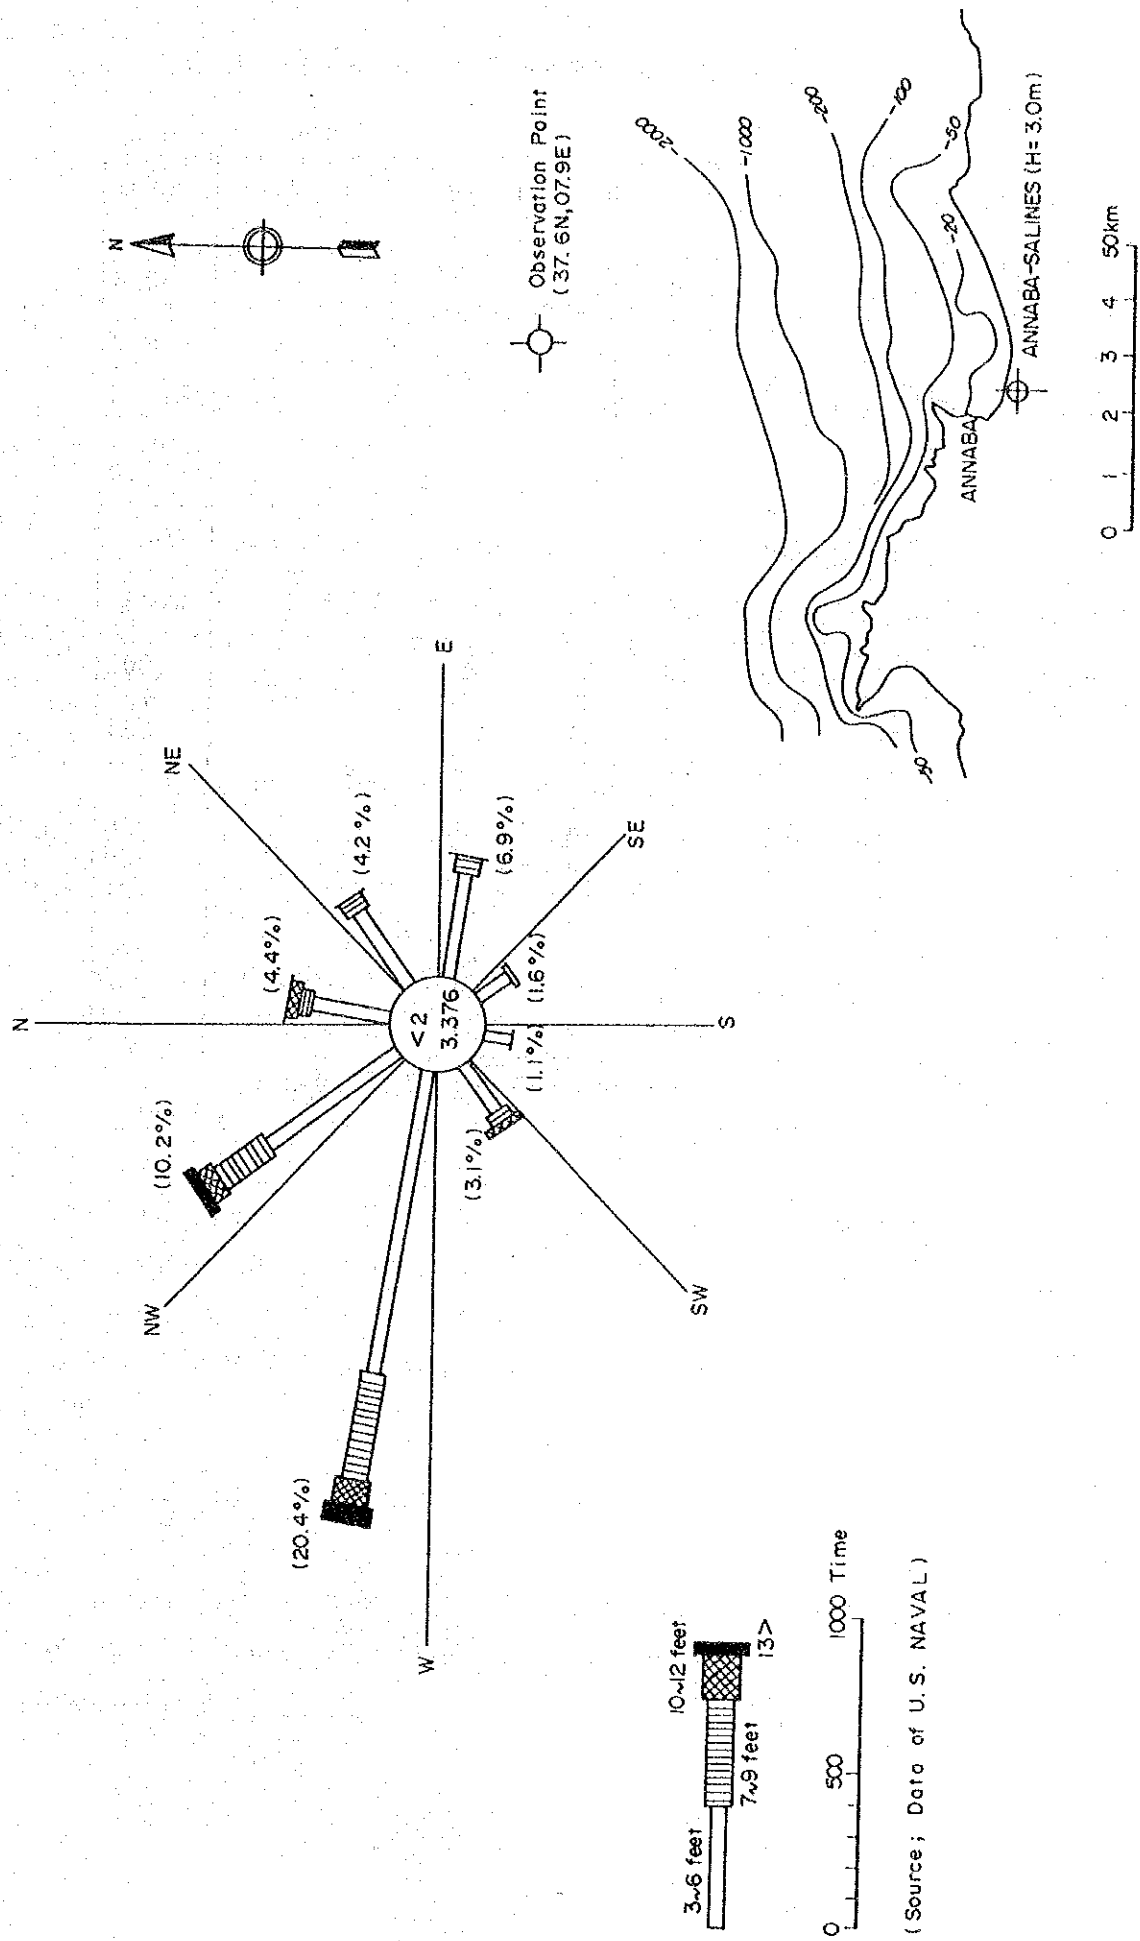 N
NE
E
SE
S
SW
W
NW
(4.4%)
(4.2%)
(6.9%)
(1.6%)
(1.1%)
(3.1%)
(20.4%)
(10.2%)
<2
3.376
N
Observation Point
(37.6N,07.9E)
-2000
-1000
-200
-100
-50
-20
-50
ANNABA
ANNABA-SALINES (H=3.0m)
0 1 2 3 4 50km
3~6 feet
7~9 feet
10~12 feet
13>
0 500 1000 Time
(Source; Data of U.S. NAVAL)